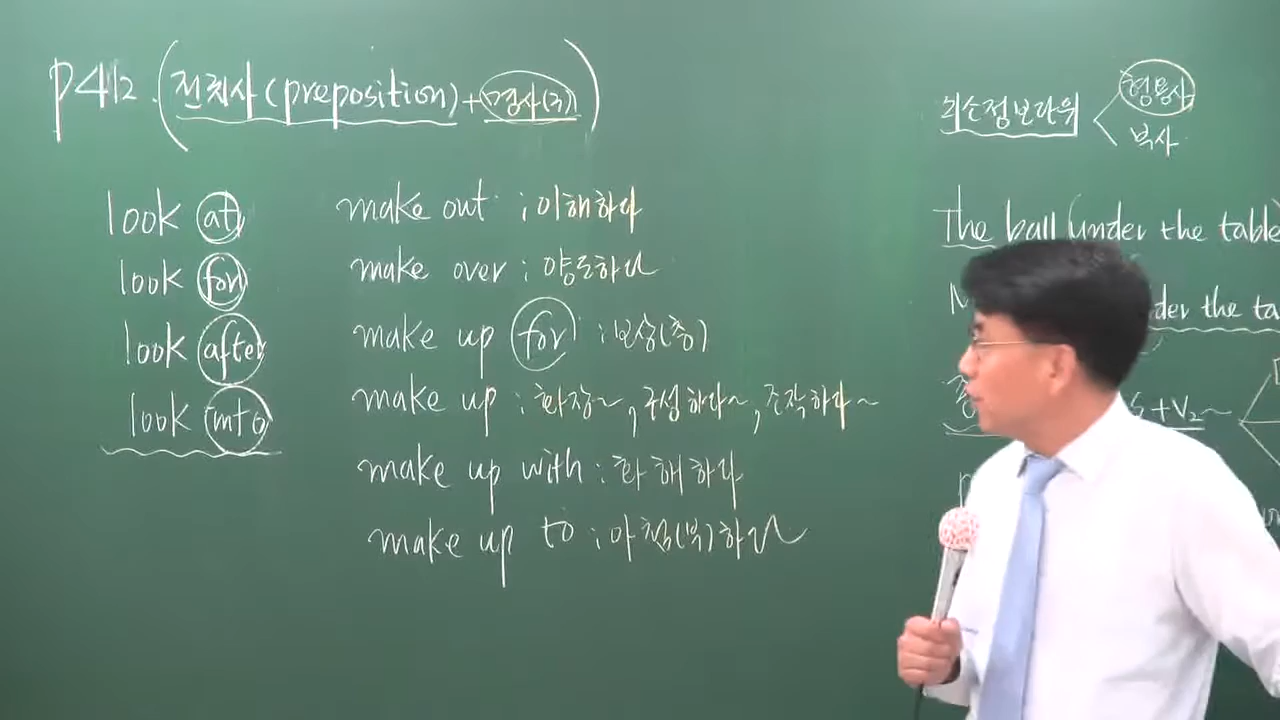 P412. (전치사(preposition)+명사(구))
look at
look for
look after
look into
make out ; 이해하다
make over ; 양도하다
make up for ; 보상(충)
make up : 화장~, 구성하다~, 조작하다~
make up with : 화해하다
make up to ; 아첨(부)하다
최소정보단위
형용사
부사
The ball (under the table
der the ta
S+V₂~